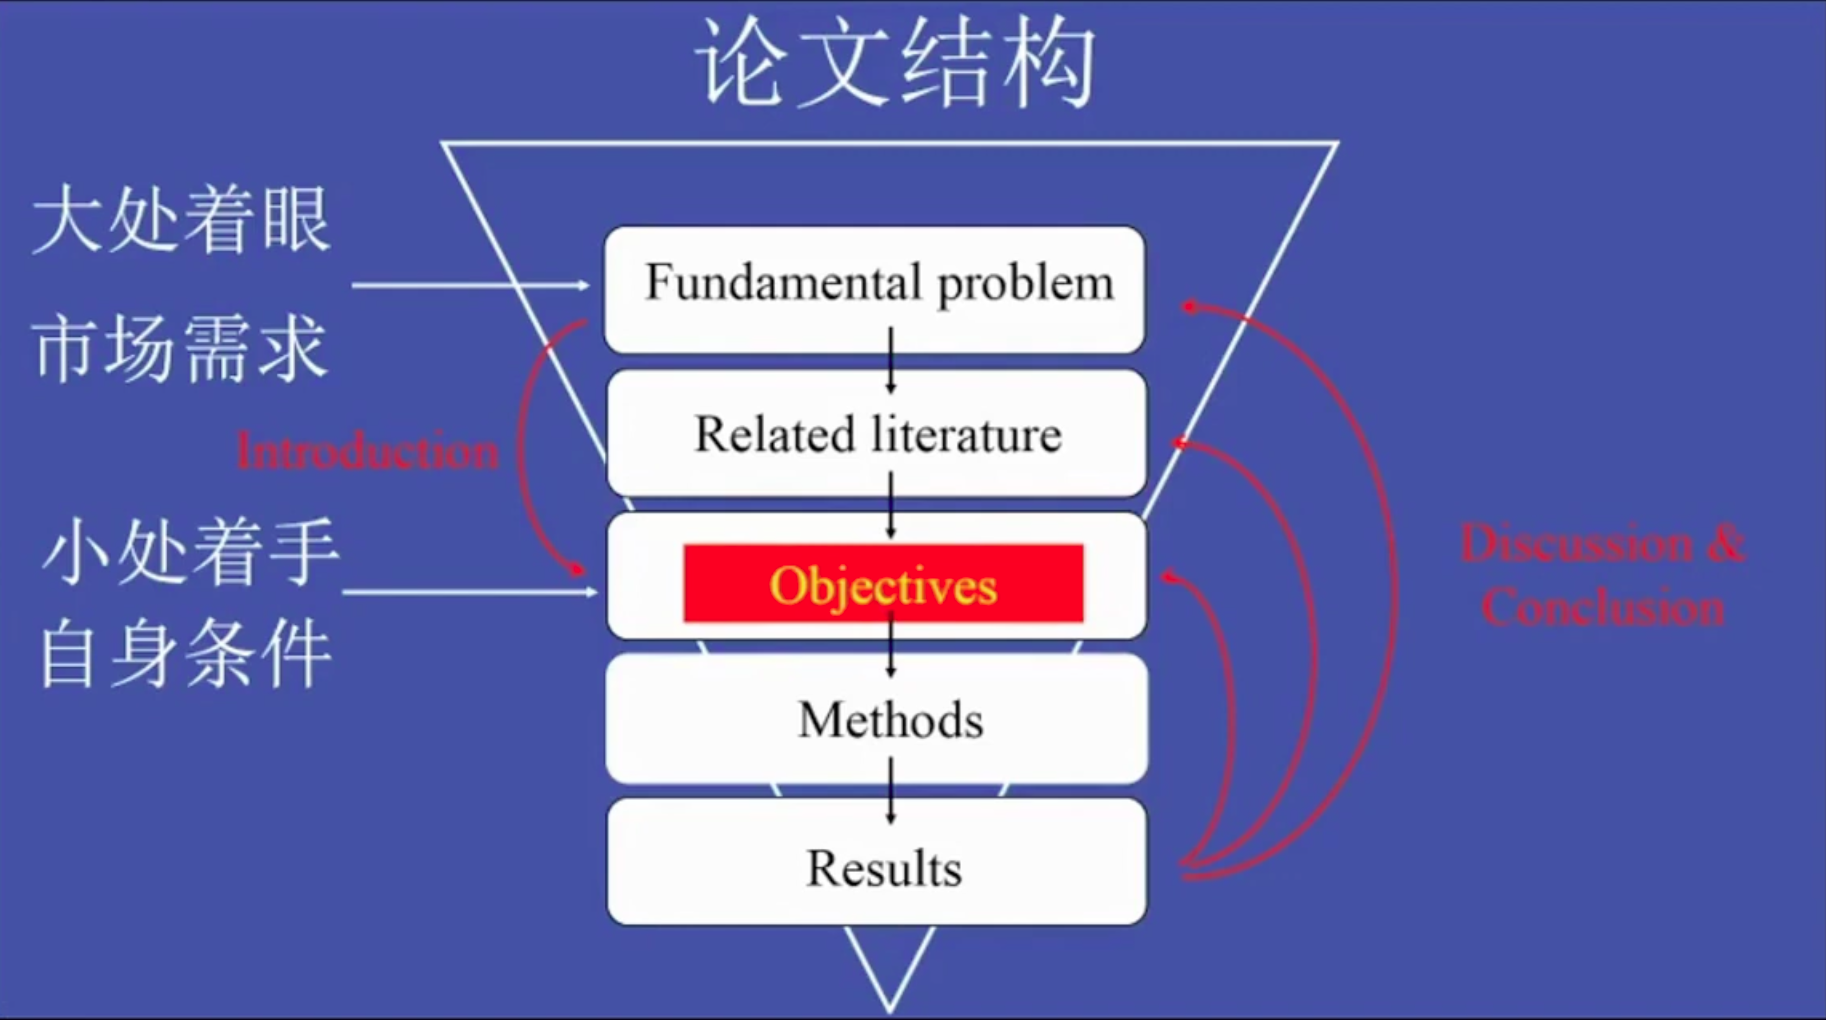 论文结构
大处着眼
市场需求
Fundamental problem
Related literature
Introduction
小处着手
自身条件
Objectives
Discussion &
Conclusion
Methods
Results